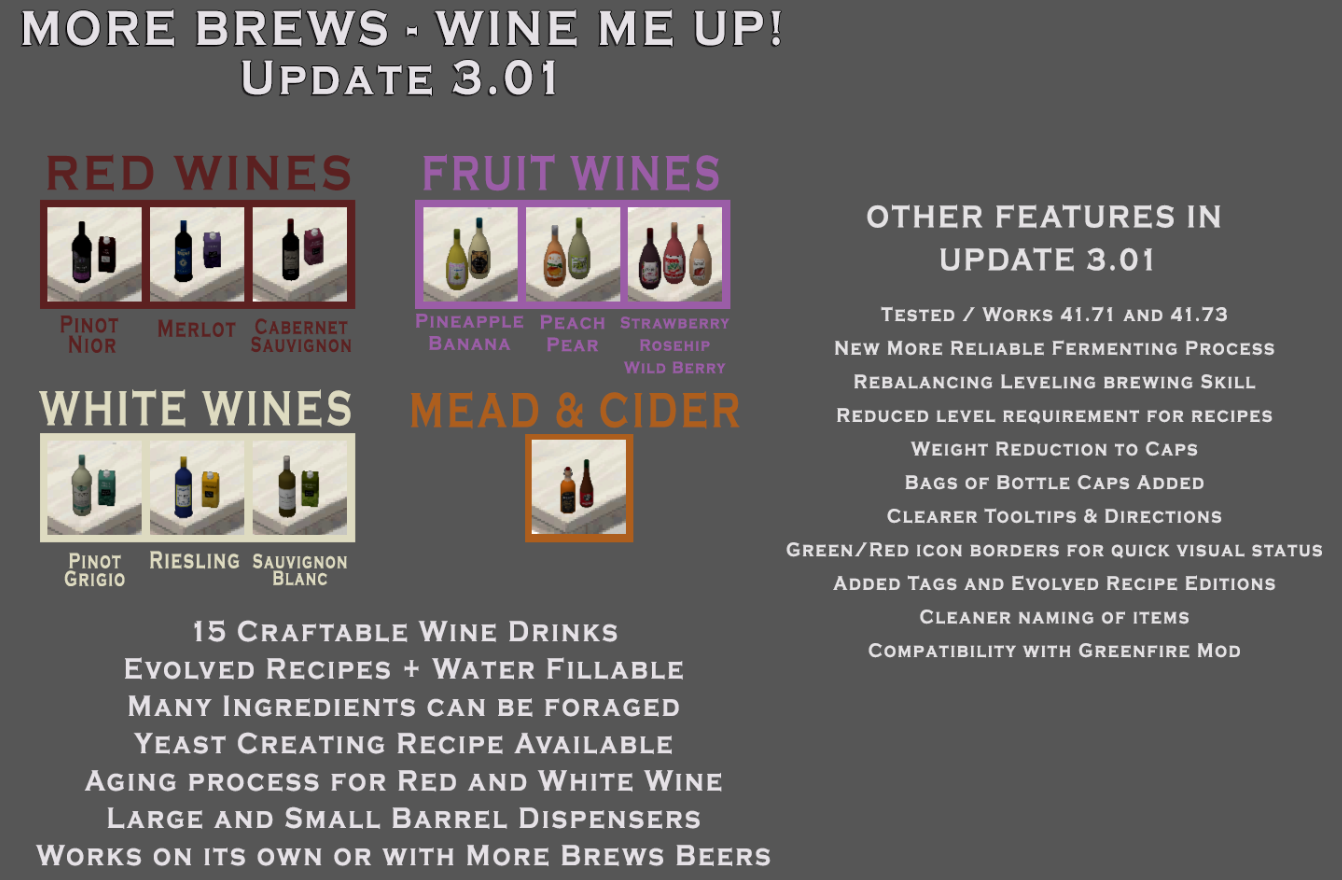 MORE BREWS - WINE ME UP!
UPDATE 3.01
RED WINES
PINOT
NIOR
MERLOT
CABERNET
SAUVIGNON
FRUIT WINES
PINEAPPLE
BANANA
PEACH
PEAR
STRAWBERRY
ROSEHIP
WILD BERRY
WHITE WINES
PINOT
GRIGIO
RIESLING
SAUVIGNON
BLANC
MEAD & CIDER
15 CRAFTABLE WINE DRINKS
EVOLVED RECIPES + WATER FILLABLE
MANY INGREDIENTS CAN BE FORAGED
YEAST CREATING RECIPE AVAILABLE
AGING PROCESS FOR RED AND WHITE WINE
LARGE AND SMALL BARREL DISPENSERS
WORKS ON ITS OWN OR WITH MORE BREWS BEERS
OTHER FEATURES IN
UPDATE 3.01
TESTED / WORKS 41.71 AND 41.73
NEW MORE RELIABLE FERMENTING PROCESS
REBALANCING LEVELING BREWING SKILL
REDUCED LEVEL REQUIREMENT FOR RECIPES
WEIGHT REDUCTION TO CAPS
BAGS OF BOTTLE CAPS ADDED
CLEARER TOOLTIPS & DIRECTIONS
GREEN/RED ICON BORDERS FOR QUICK VISUAL STATUS
ADDED TAGS AND EVOLVED RECIPE EDITIONS
CLEANER NAMING OF ITEMS
COMPATIBILITY WITH GREENFIRE MOD